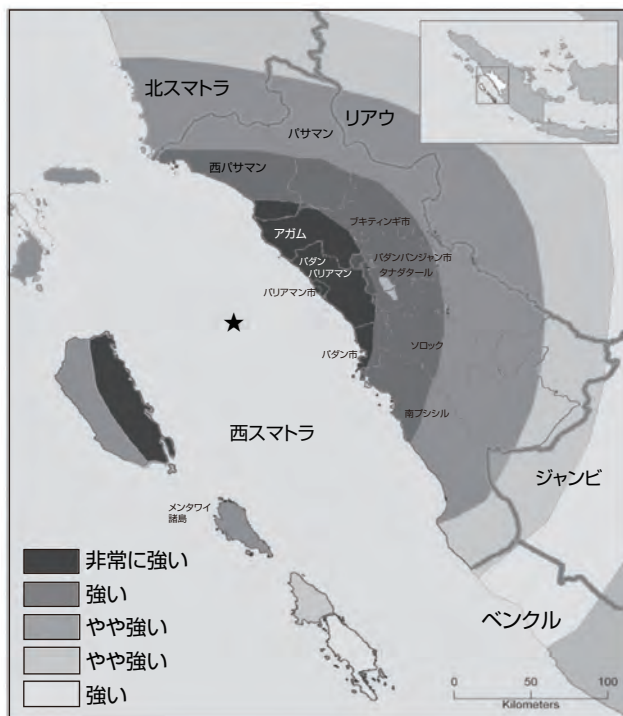 北スマトラ
リアウ
パサマン
西パサマン
ブキティンギ市
アガム
パダンパンジャン市
パダン
パリアマン
タナダタール
パリアマン市
ソロック
パダン市
南プシシル
西スマトラ
ジャンビ
メンタワイ
諸島
非常に強い
強い
やや強い
やや強い
強い
ベンクル
0 50 100
Kilometers